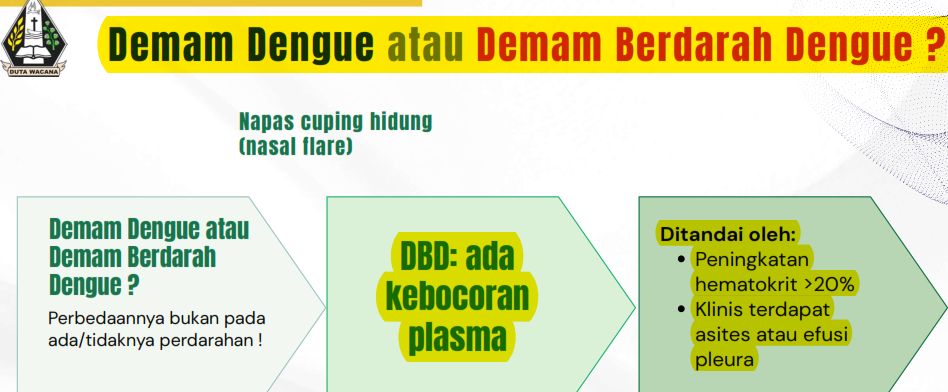 DUTA WACANA
Demam Dengue atau Demam Berdarah Dengue ?
Napas cuping hidung
(nasal flare)
Demam Dengue atau
Demam Berdarah
Dengue ?
Perbedaannya bukan pada
ada/tidaknya perdarahan !
DBD: ada
kebocoran
plasma
Ditandai oleh:
• Peningkatan
hematokrit >20%
• Klinis terdapat
asites atau efusi
pleura